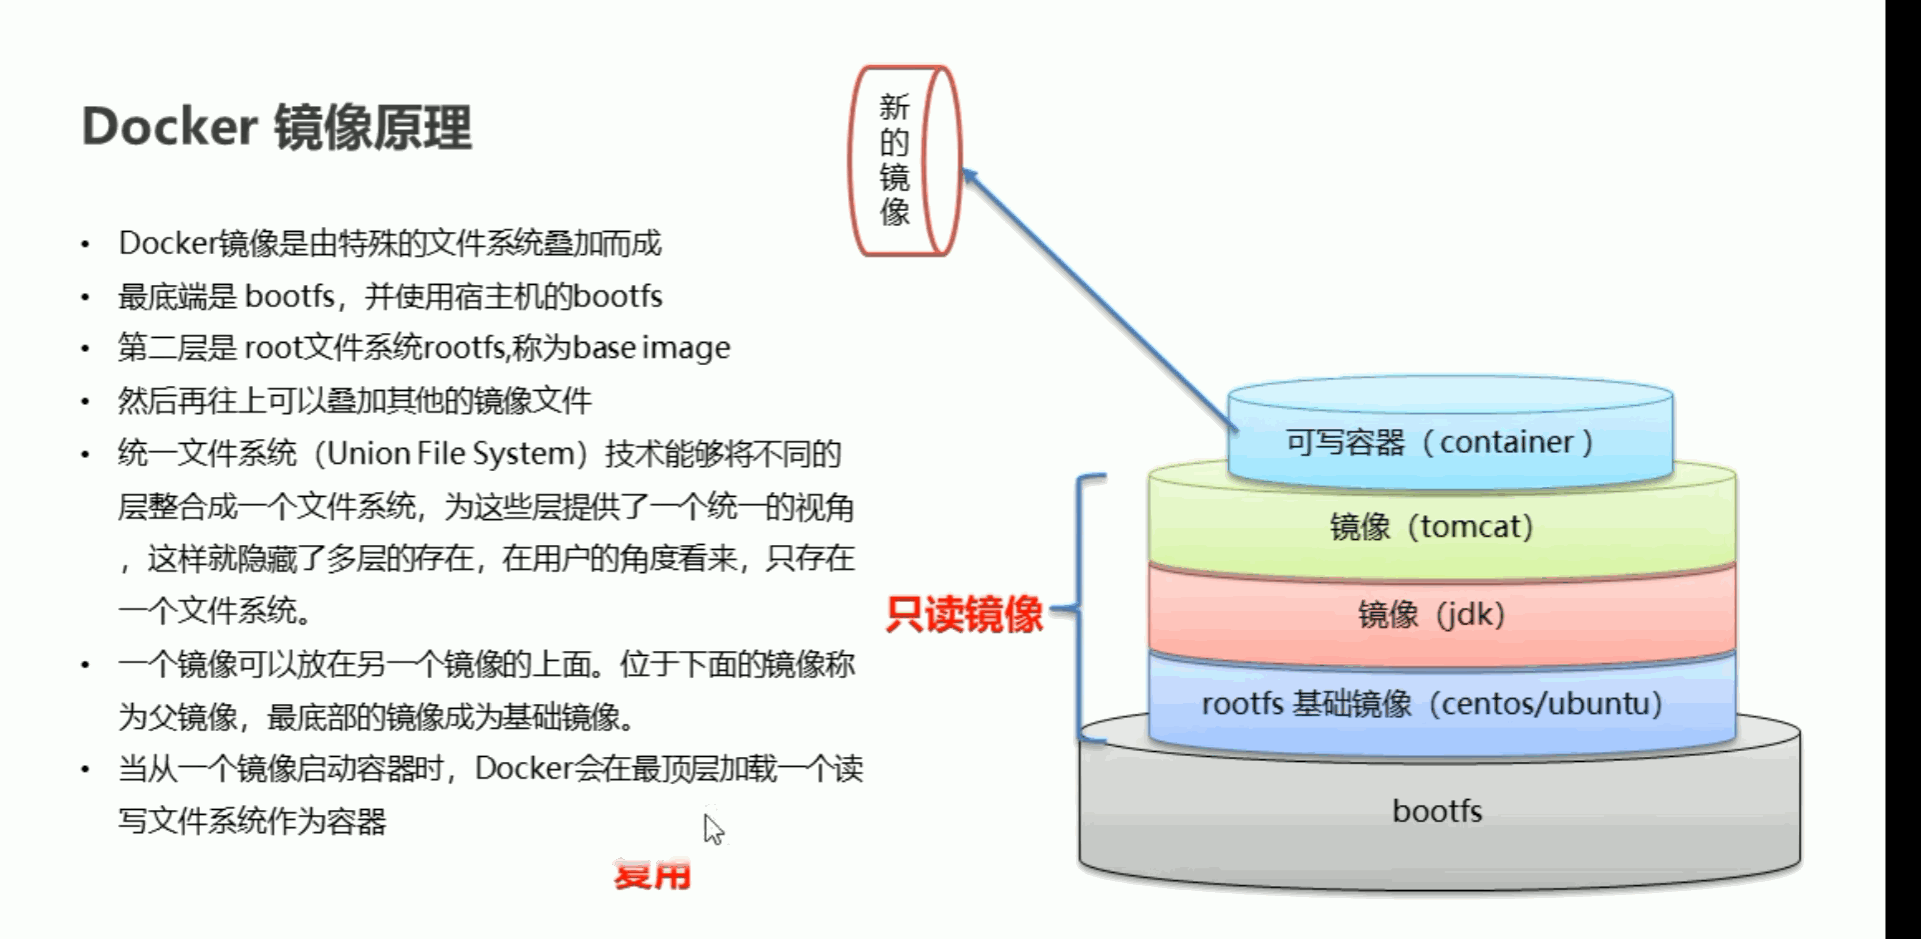 Docker 镜像原理
• Docker镜像是由特殊的文件系统叠加而成
• 最底端是 bootfs，并使用宿主机的bootfs
• 第二层是 root文件系统rootfs,称为base image
• 然后再往上可以叠加其他的镜像文件
• 统一文件系统（Union File System）技术能够将不同的
层整合成一个文件系统，为这些层提供了一个统一的视角
，这样就隐藏了多层的存在，在用户的角度看来，只存在
一个文件系统。
• 一个镜像可以放在另一个镜像的上面。位于下面的镜像称
为父镜像，最底部的镜像成为基础镜像。
• 当从一个镜像启动容器时，Docker会在最顶层加载一个读
写文件系统作为容器
复用
新
的
镜
像
可写容器（container）
镜像（tomcat）
镜像（jdk）
rootfs 基础镜像（centos/ubuntu）
bootfs
只读镜像